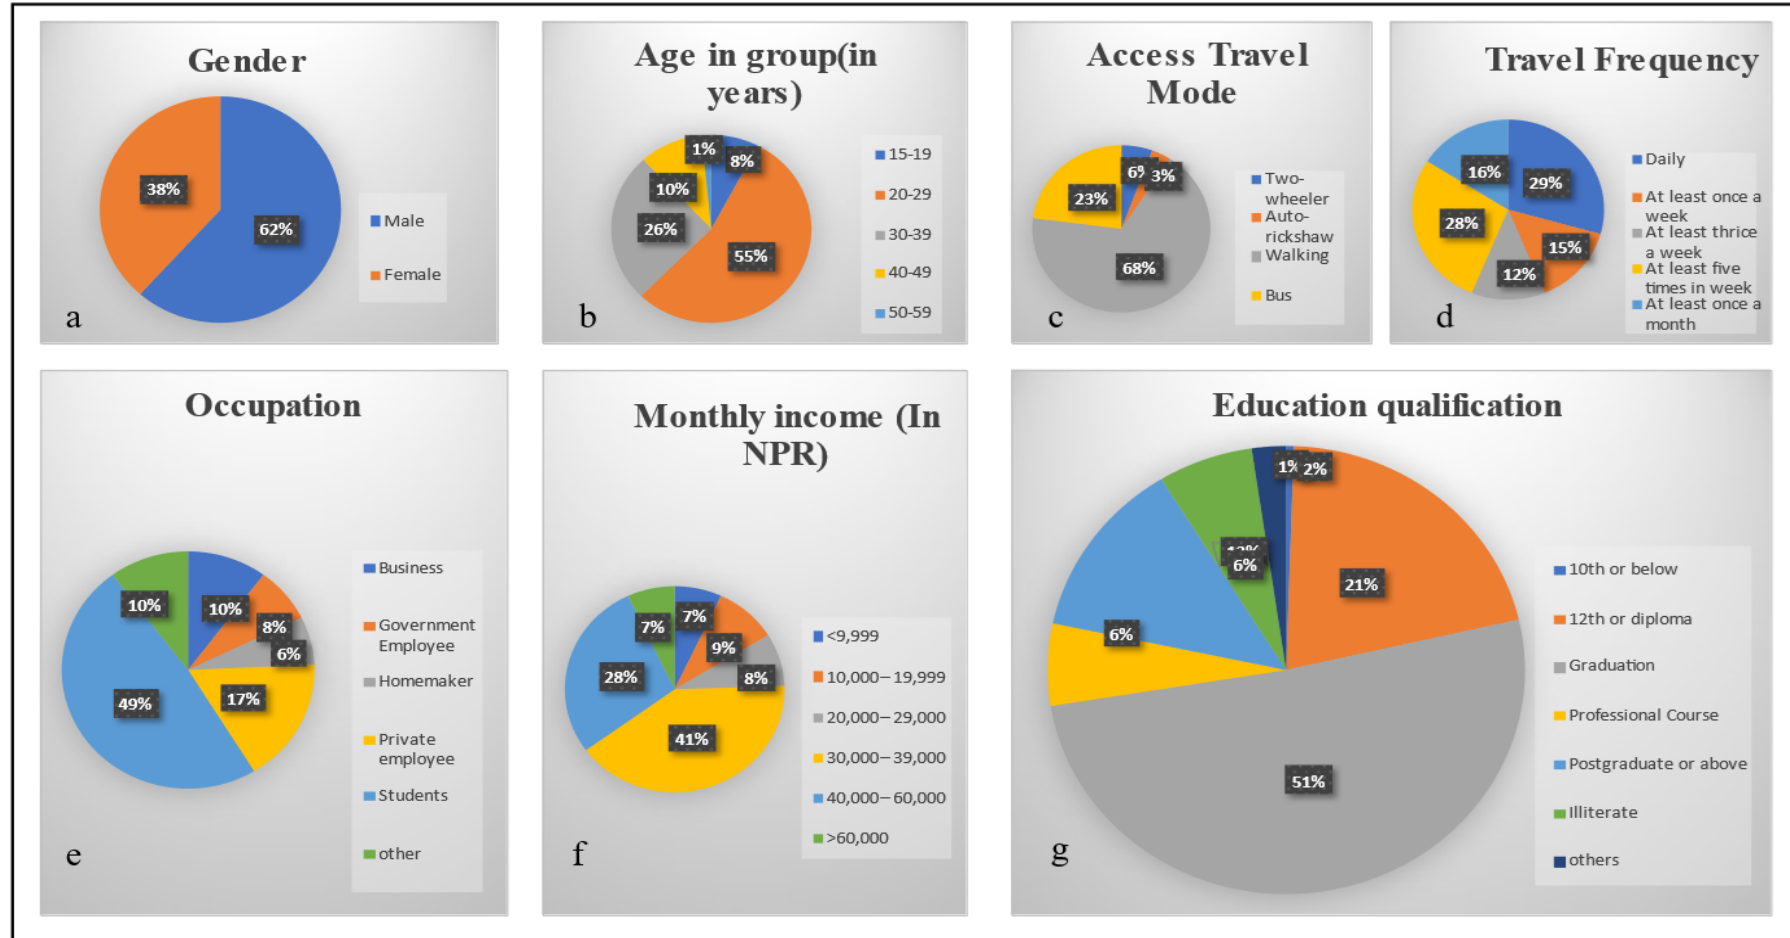 Gender
38%
62%
Male
Female
a
Age in group(in
years)
1%
8%
10%
26%
55%
15-19
20-29
30-39
40-49
50-59
b
Access Travel
Mode
6%
3%
23%
68%
Two-
wheeler
Auto-
rickshaw
Walking
Bus
c
Travel Frequency
16%
29%
28%
15%
12%
Daily
At least once a
week
At least thrice
a week
At least five
times in week
At least once a
month
d
Occupation
10%
10%
8%
6%
49%
17%
Business
Government
Employee
Homemaker
Private
employee
Students
other
e
Monthly income (In
NPR)
7%
7%
9%
28%
8%
41%
<9,999
10,000–19,999
20,000–29,000
30,000–39,000
40,000–60,000
>60,000
f
Education qualification
1%
2%
6%
21%
6%
51%
10th or below
12th or diploma
Graduation
Professional Course
Postgraduate or above
Illiterate
others
g